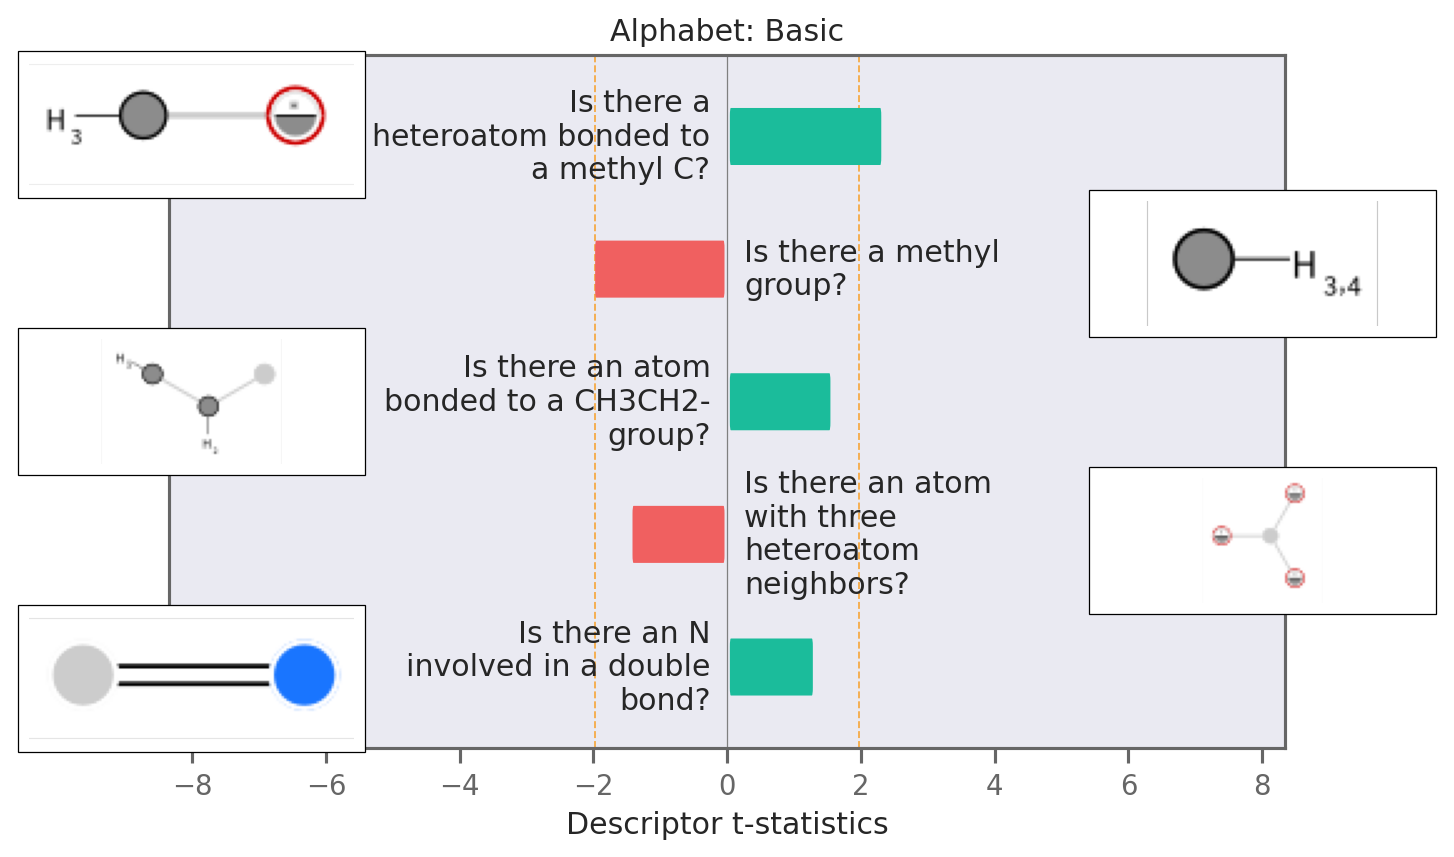 Alphabet: Basic
H3
Is there a
heteroatom bonded to
a methyl C?
Is there a methyl
group?
H3,4
Is there an atom
bonded to a CH3CH2-
group?
Is there an atom
with three
heteroatom
neighbors?
Is there an N
involved in a double
bond?
−8 −6 −4 −2 0 2 4 6 8
Descriptor t-statistics